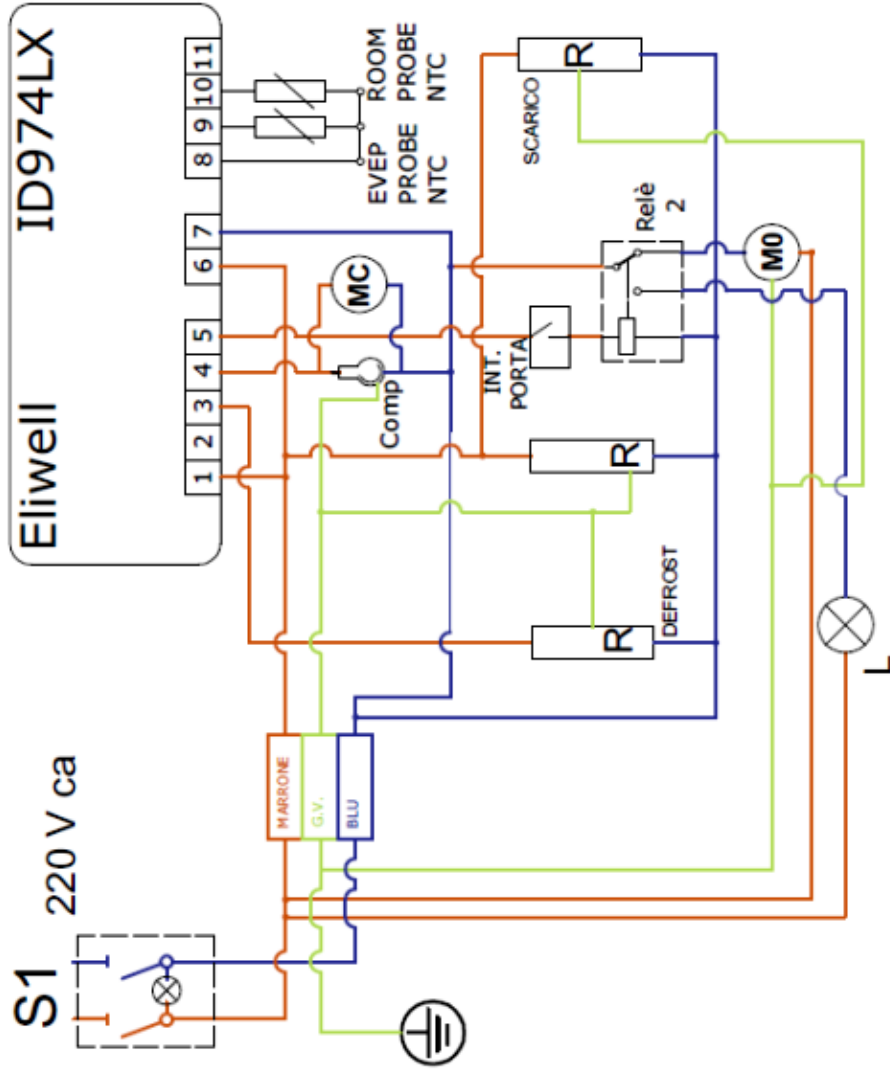 Eliwell ID974LX
1 2 3 4 5 6 7 8 9 10 11
EVEP
PROBE
NTC
ROOM
PROBE
NTC
MC
Comp
INT.
PORTA
Relè
2
SCARICO
R
R
R
DEFROST
M0
L
S1
220 V ca
MARRONE
G.V.
BLU